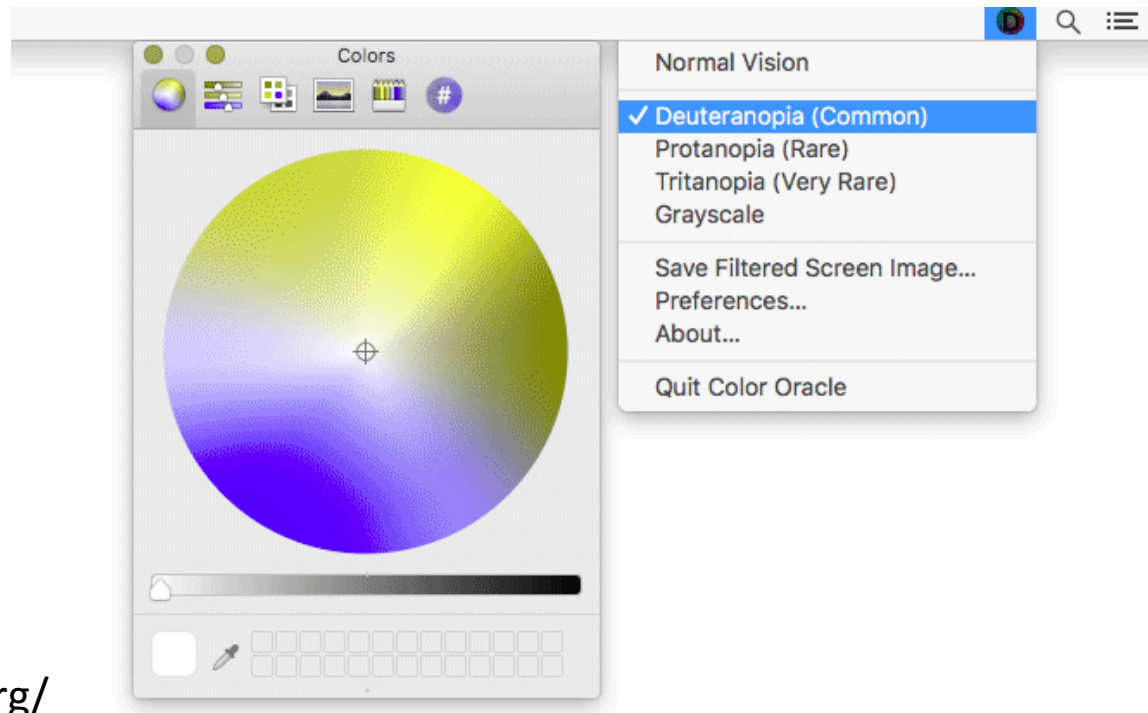 D
Colors
#
Normal Vision
✓ Deuteranopia (Common)
Protanopia (Rare)
Tritanopia (Very Rare)
Grayscale
Save Filtered Screen Image...
Preferences...
About...
Quit Color Oracle
rg/